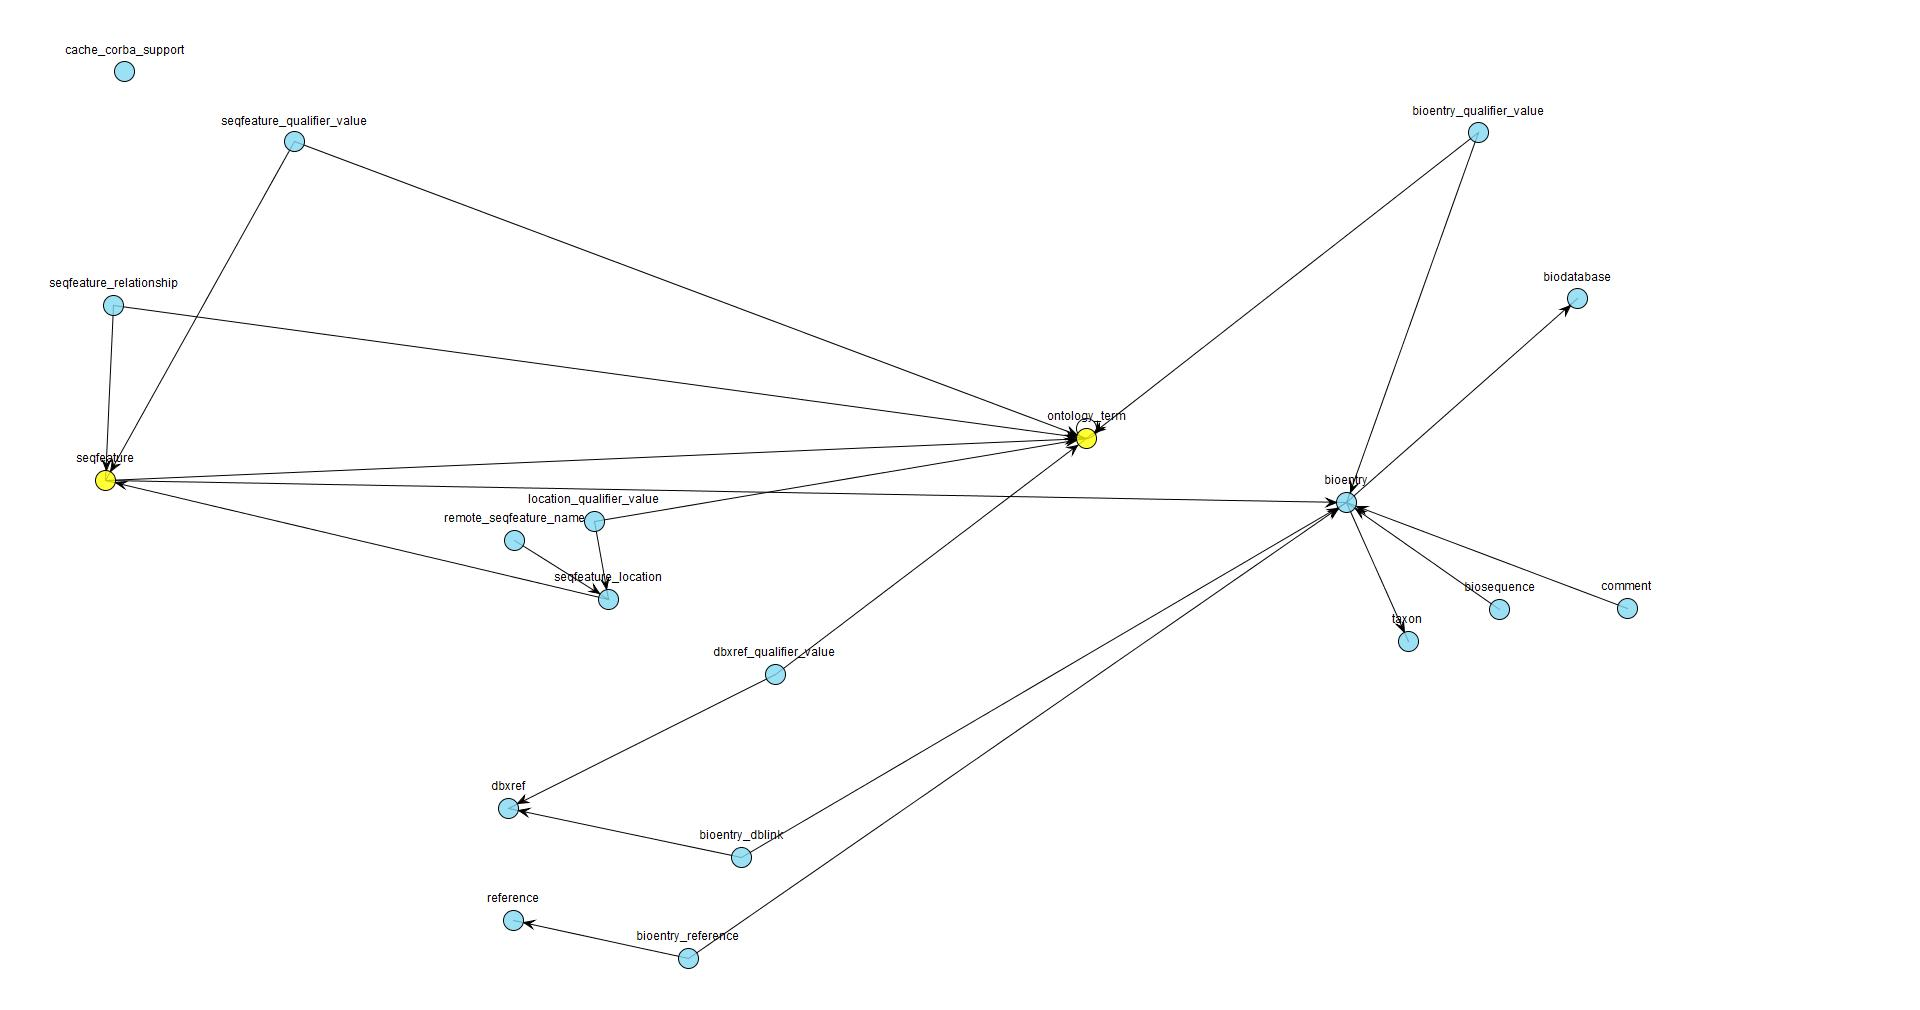 cache_corba_support
bioentry_qualifier_value
seqfeature_qualifier_value
biodatabase
seqfeature_relationship
ontology_term
seqfeature
bioentry
location_qualifier_value
remote_seqfeature_name
seqfeature_location
comment
biosequence
taxon
dbxref_qualifier_value
dbxref
bioentry_dblink
reference
bioentry_reference